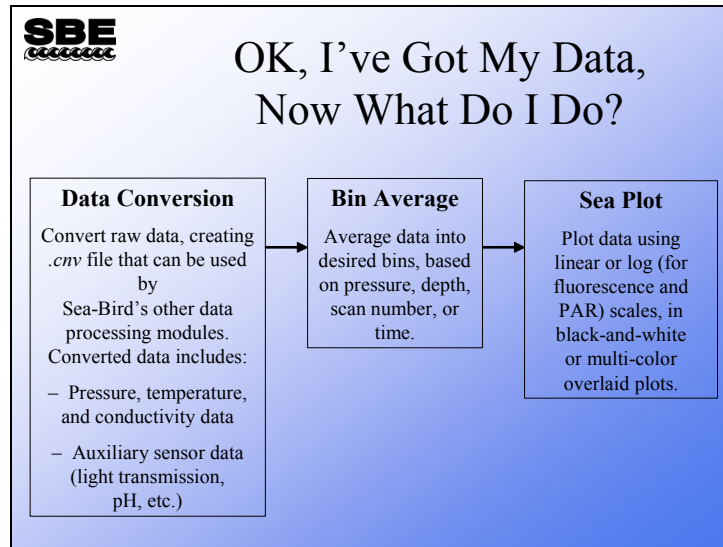 SBE
OK, I've Got My Data,
Now What Do I Do?
Data Conversion
Convert raw data, creating
.cnv file that can be used
by
Sea-Bird's other data
processing modules.
Converted data includes:
– Pressure, temperature,
and conductivity data
– Auxiliary sensor data
(light transmission,
pH, etc.)
Bin Average
Average data into
desired bins, based
on pressure, depth,
scan number, or
time.
Sea Plot
Plot data using
linear or log (for
fluorescence and
PAR) scales, in
black-and-white
or multi-color
overlaid plots.